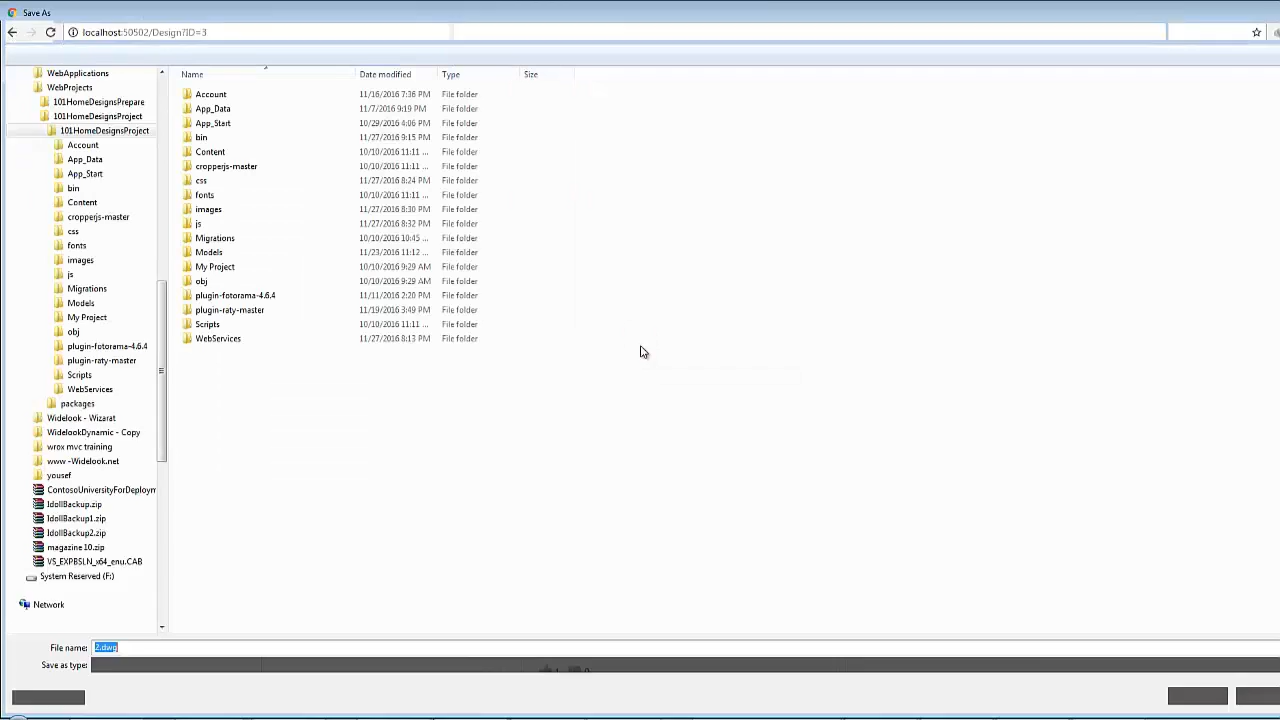 Save As
localhost:50502/Design?ID=3
WebApplications
WebProjects
101HomeDesignsPrepare
101HomeDesignsProject
101HomeDesignsProject
Account
App_Data
App_Start
bin
Content
cropperjs-master
css
fonts
images
js
Migrations
Models
My Project
obj
plugin-fotorama-4.6.4
plugin-raty-master
Scripts
WebServices
packages
Widelook - Wizarat
WidelookDynamic - Copy
wrox mvc training
www -Widelook.net
yousef
ContosoUniversityForDeploym
IdollBackup.zip
IdollBackup1.zip
IdollBackup2.zip
magazine 10.zip
VS_EXPBSLN_x64_enu.CAB
System Reserved (F:)
Network
Name Date modified Type Size
Account 11/16/2016 7:36 PM File folder
App_Data 11/7/2016 9:19 PM File folder
App_Start 10/29/2016 4:06 PM File folder
bin 11/27/2016 9:15 PM File folder
Content 10/10/2016 11:11 ... File folder
cropperjs-master 10/10/2016 11:11 ... File folder
css 11/27/2016 8:24 PM File folder
fonts 10/10/2016 11:11 ... File folder
images 11/27/2016 8:30 PM File folder
js 11/27/2016 8:32 PM File folder
Migrations 10/10/2016 10:45 ... File folder
Models 11/23/2016 11:12 ... File folder
My Project 10/10/2016 9:29 AM File folder
obj 10/10/2016 9:29 AM File folder
plugin-fotorama-4.6.4 11/11/2016 2:20 PM File folder
plugin-raty-master 11/19/2016 3:49 PM File folder
Scripts 10/10/2016 11:11 ... File folder
WebServices 11/27/2016 8:13 PM File folder
File name: 2.dwg
Save as type: